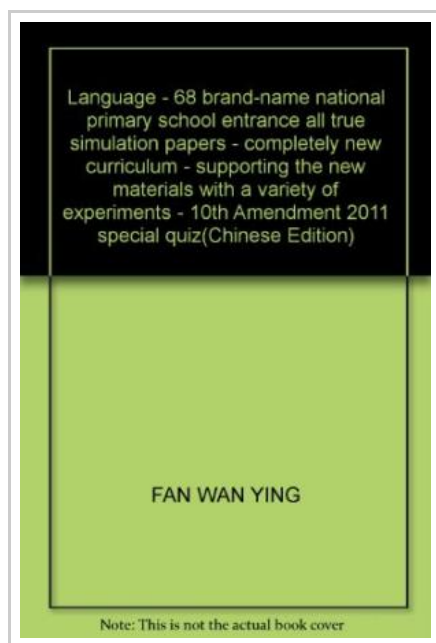 Language - 68 brand-name national
primary school entrance all true
simulation papers - completely new
curriculum - supporting the new
materials with a variety of
experiments - 10th Amendment 2011
special quiz(Chinese Edition)
FAN WAN YING
Note: This is not the actual book cover